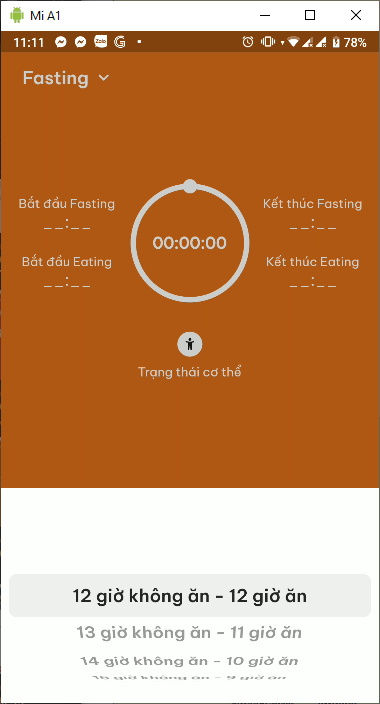 Mi A1
11:11
Zalo
78%
Fasting
Bắt đầu Fasting
Kết thúc Fasting
__:__
__:__
00:00:00
Bắt đầu Eating
Kết thúc Eating
__:__
__:__
Trạng thái cơ thể
12 giờ không ăn - 12 giờ ăn
13 giờ không ăn - 11 giờ ăn
14 giờ không ăn - 10 giờ ăn